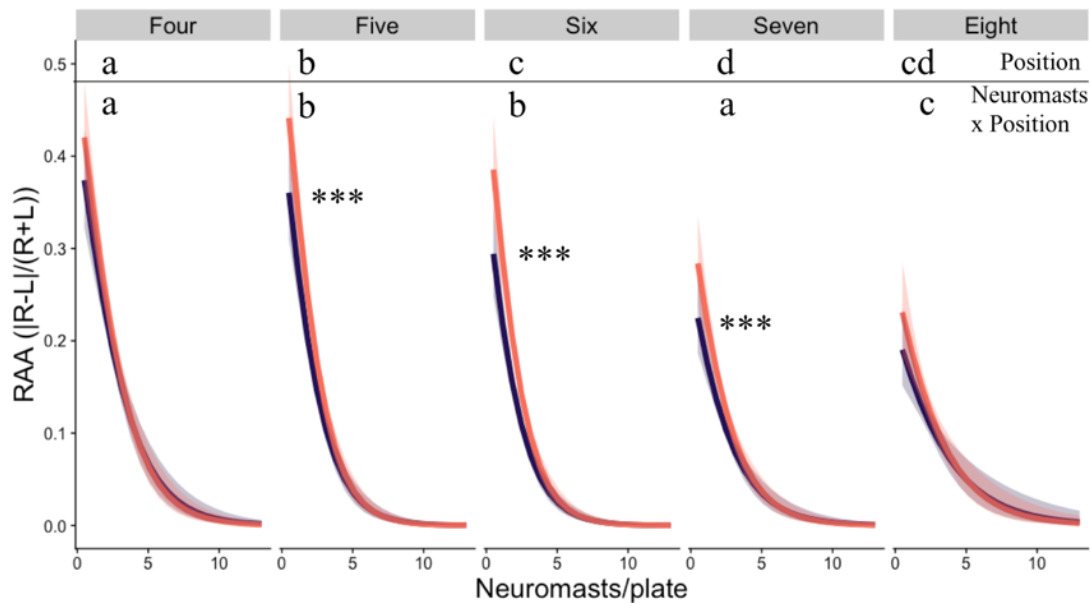 Four Five Six Seven Eight
a b c d cd Position
a b b a c Neuromasts
x Position
*** *** ***
0.5
0.4
0.3
0.2
0.1
0.0
RAA (|R-L|/(R+L))
0 5 10 0 5 10 0 5 10 0 5 10 0 5 10
Neuromasts/plate